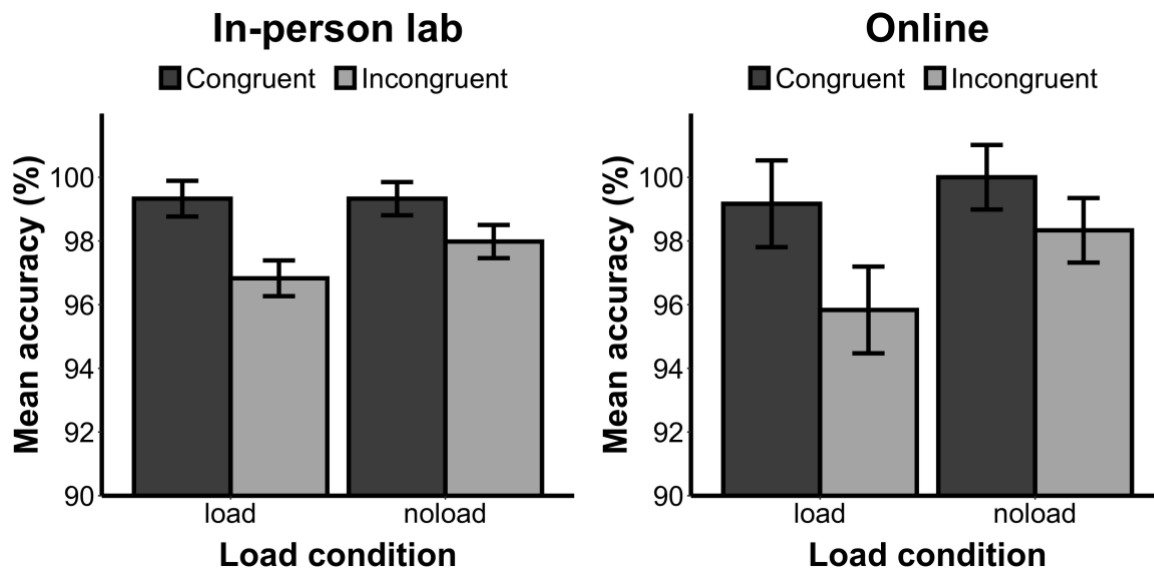 In-person lab
Congruent Incongruent
Mean accuracy (%)
100
98
96
94
92
90
load noload
Load condition
Online
Congruent Incongruent
Mean accuracy (%)
100
98
96
94
92
90
load noload
Load condition